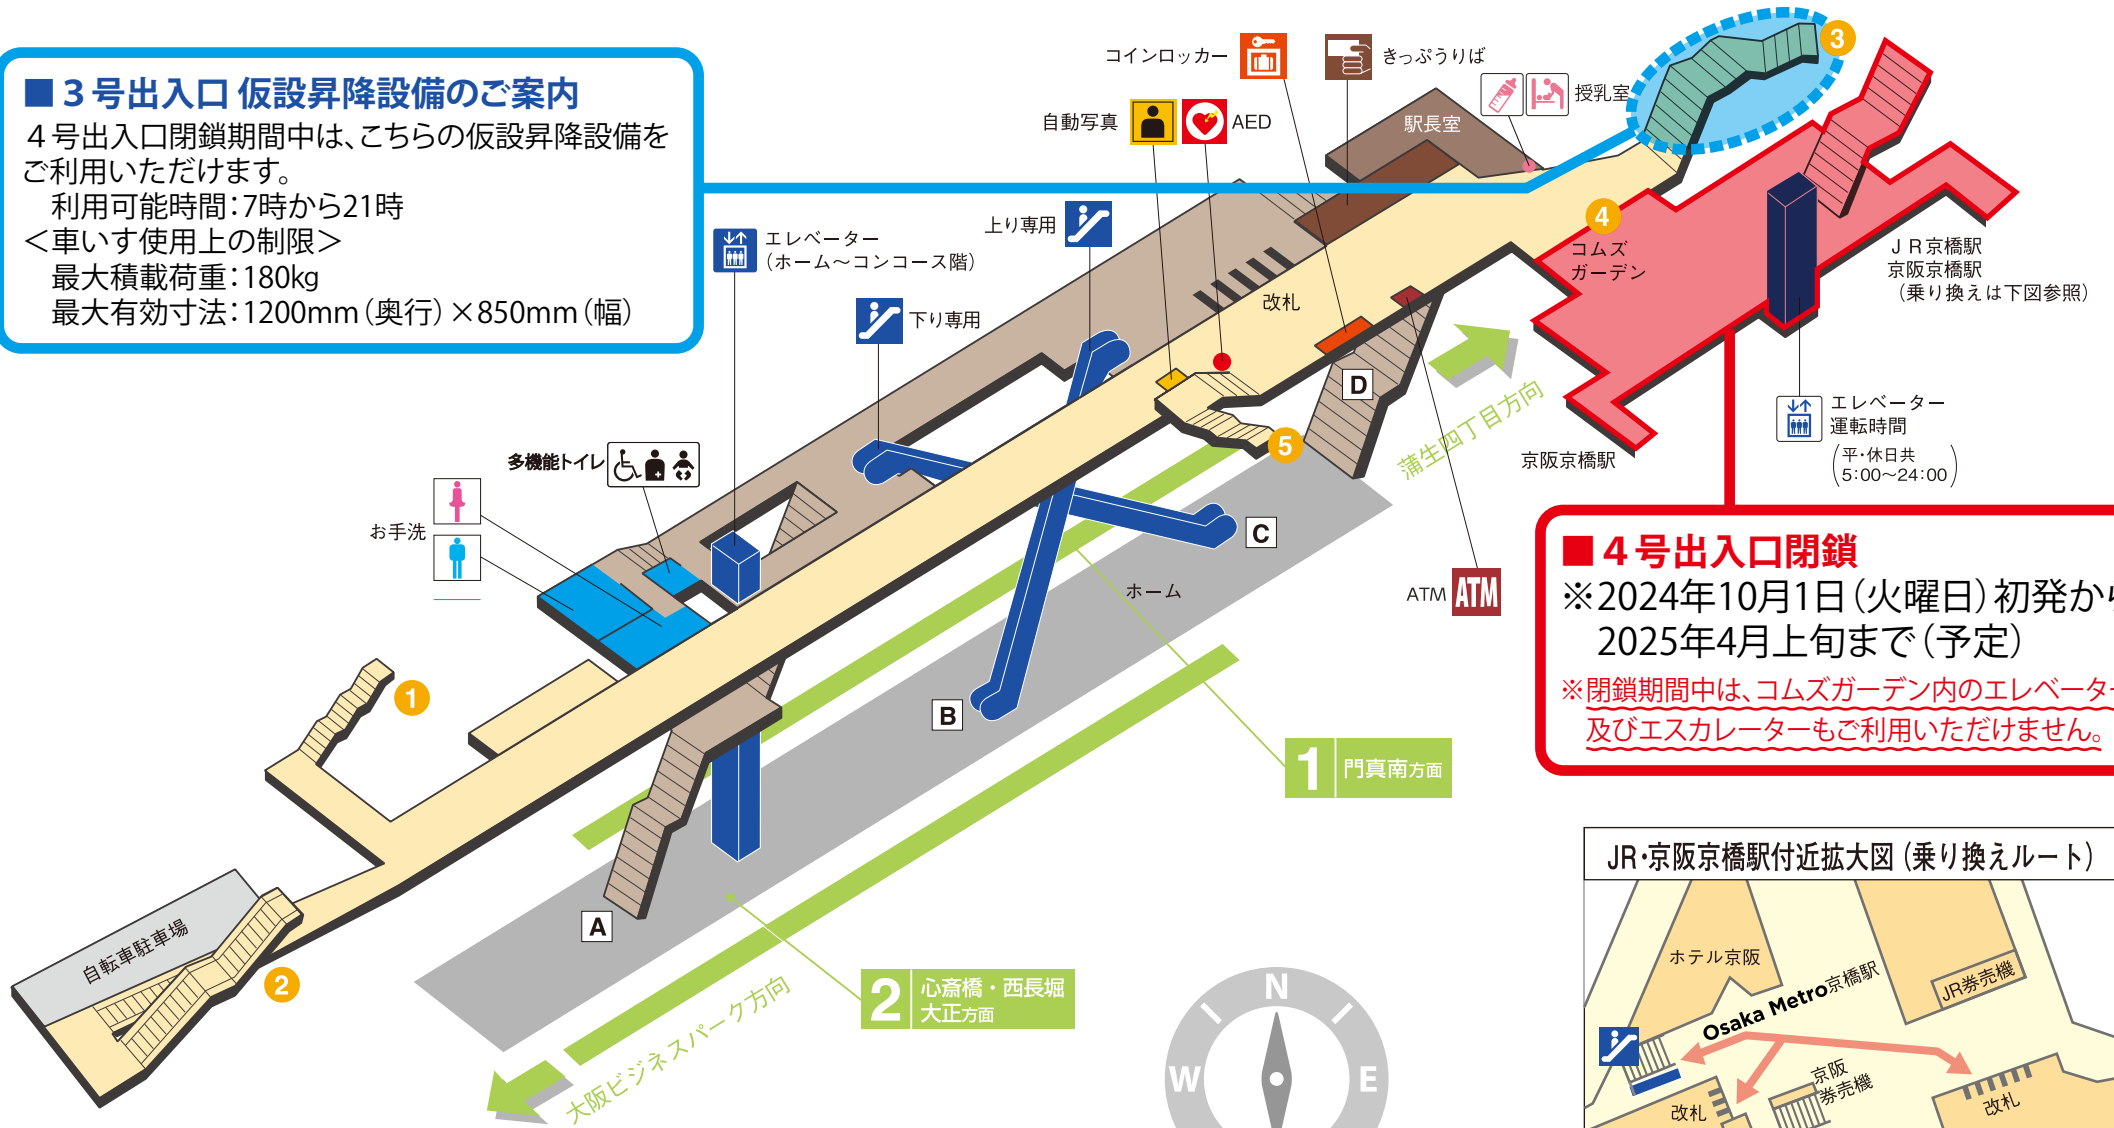 ■3号出入口 仮設昇降設備のご案内
4号出入口閉鎖期間中は、こちらの仮設昇降設備を
ご利用いただけます。
利用可能時間:7時から21時
＜車いす使用上の制限＞
最大積載荷重:180kg
最大有効寸法:1200mm(奥行)×850mm(幅)
コインロッカー
きっぷうりば
自動写真
AED
授乳室
駅長室
3
4
コムズ
ガーデン
JR京橋駅
京阪京橋駅
(乗り換えは下図参照)
エレベーター
(ホーム～コンコース階)
上り専用
下り専用
改札
D
蒲生四丁目方向
エレベーター
運転時間
(平・休日共
5:00～24:00)
京阪京橋駅
多機能トイレ
お手洗
5
C
ホーム
ATM ATM
B
1
■4号出入口閉鎖
※2024年10月1日(火曜日)初発から
2025年4月上旬まで(予定)
※閉鎖期間中は、コムズガーデン内のエレベーター
及びエスカレーターもご利用いただけません。
1 門真南方面
A
自転車駐車場
2
2 心斎橋・西長堀
大正方面
大阪ビジネスパーク方向
N
W
E
JR・京阪京橋駅付近拡大図(乗り換えルート)
ホテル京阪
JR券売機
Osaka Metro京橋駅
京阪
券売機
改札
改札